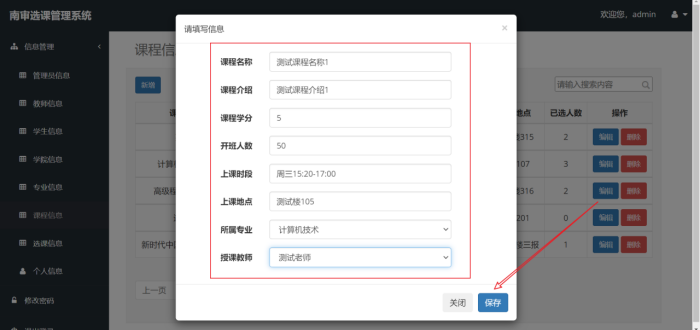 南审选课管理系统
欢迎您，admin
信息管理
管理员信息
教师信息
学生信息
学院信息
专业信息
课程信息
选课信息
个人信息
修改密码
课程信
新增
请输入搜索内容
地点 已选人数 操作
315 2 编辑 删除
计算机 107 3 编辑 删除
高级程 316 2 编辑 删除
201 0 编辑 删除
新时代中国 楼三报 1 编辑 删除
上一页
请填写信息 ×
课程名称 测试课程名称1
课程介绍 测试课程介绍1
课程学分 5
开班人数 50
上课时段 周三15:20-17:00
上课地点 测试楼105
所属专业 计算机技术
授课教师 测试老师
关闭 保存